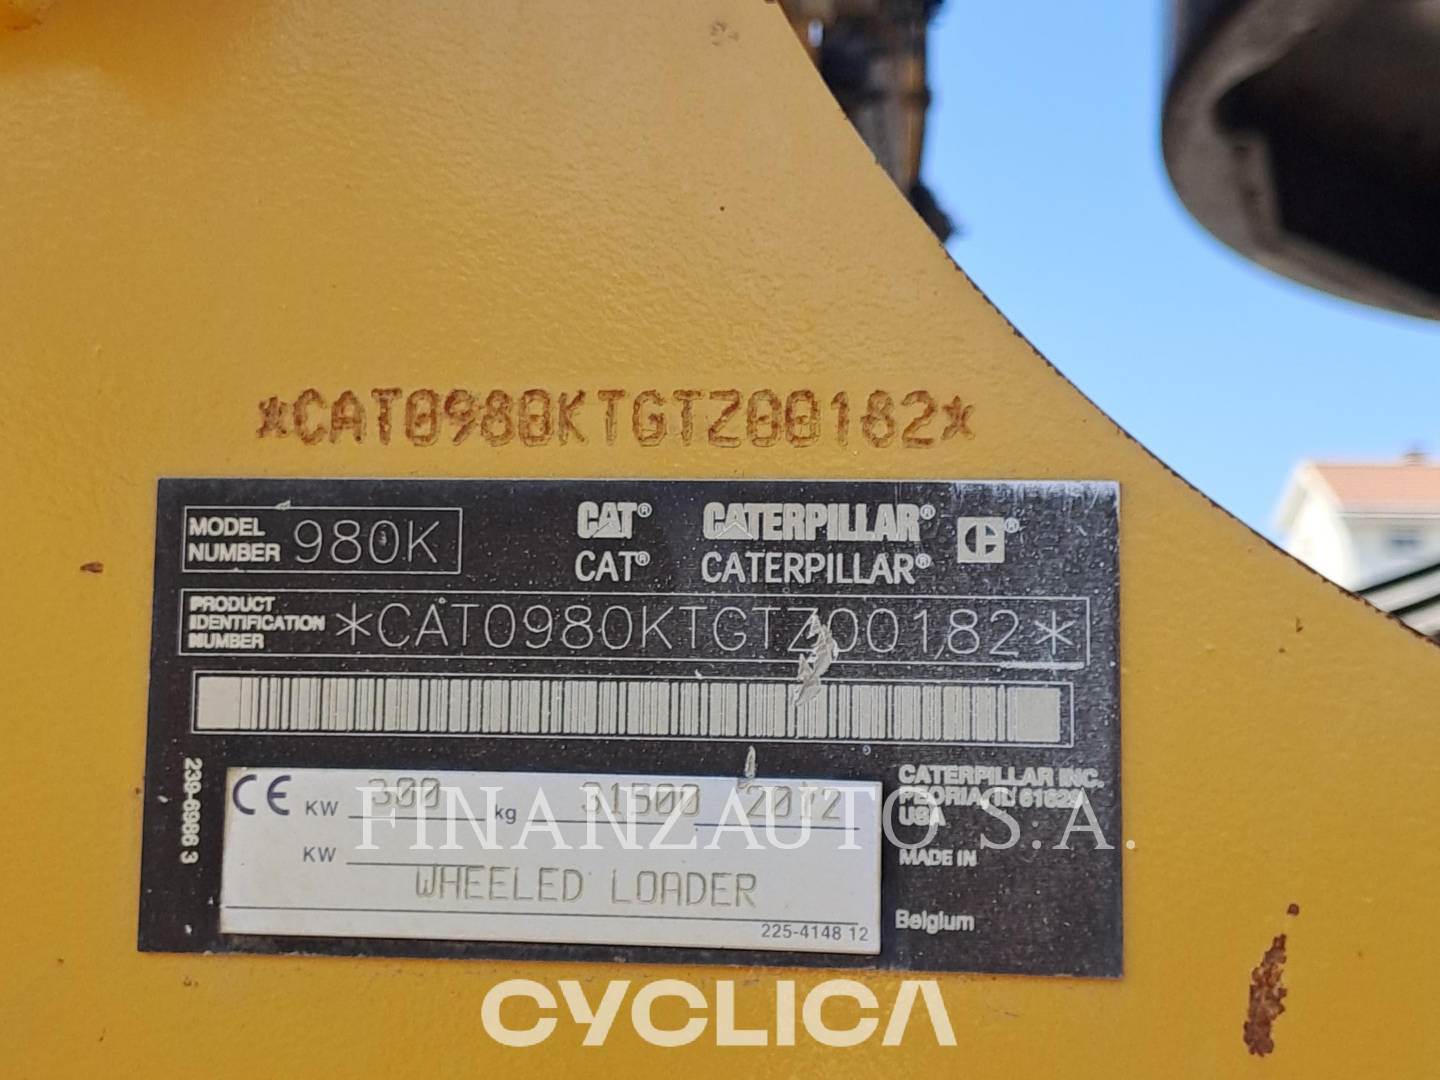 *CAT0980KTGTZ00182*
MODEL NUMBER 980K
CAT® CATERPILLAR® ®
CAT® CATERPILLAR®
PRODUCT IDENTIFICATION NUMBER *CAT0980KTGTZ00182*
239-6966 3
CE KW 300 kg 31500 2012
KW
WHEELED LOADER
225-4148 12
CATERPILLAR INC.
PEORIA, IL 61629
USA
MADE IN
Belgium
FINANZAUTO S.A.
CYCLICA